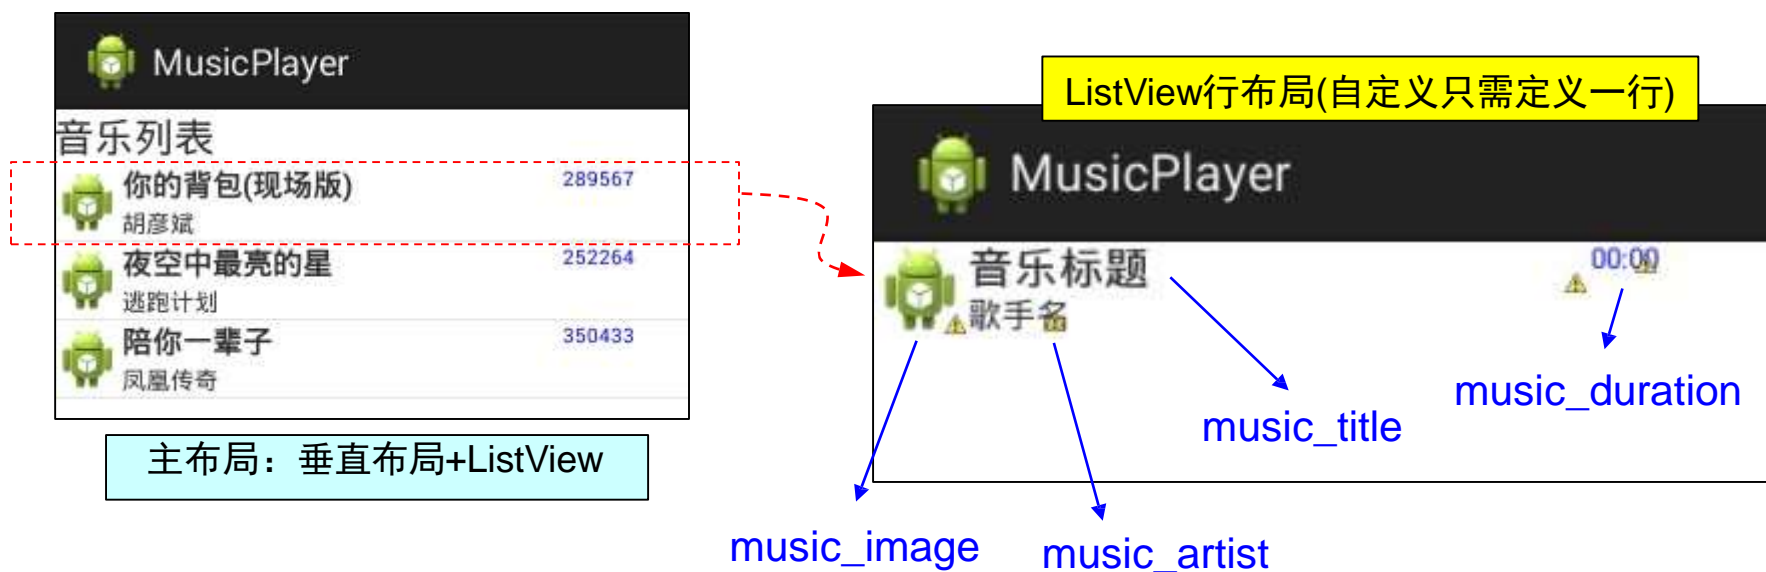 MusicPlayer
音乐列表
你的背包(现场版)
289567
胡彦斌
夜空中最亮的星
252264
逃跑计划
陪你一辈子
350433
凤凰传奇
主布局：垂直布局+ListView
ListView行布局(自定义只需定义一行)
MusicPlayer
音乐标题
00:00
歌手名
music_duration
music_title
music_image
music_artist